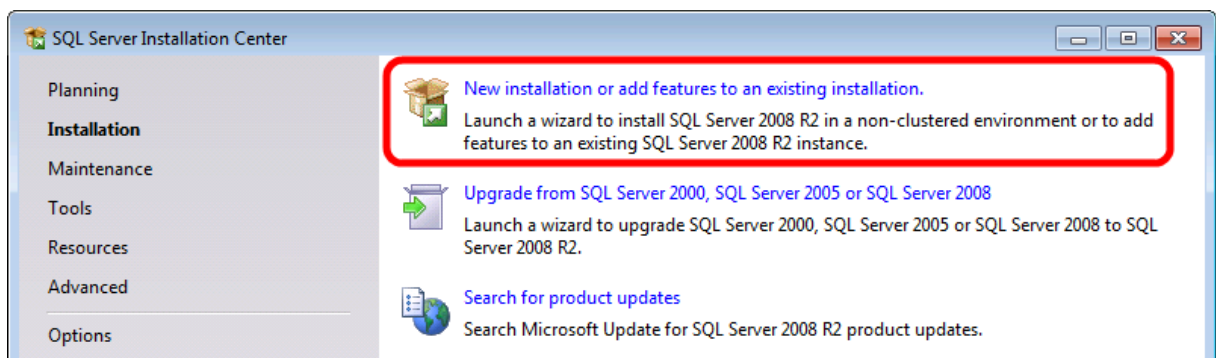 SQL Server Installation Center
Planning
Installation
Maintenance
Tools
Resources
Advanced
Options
New installation or add features to an existing installation.
Launch a wizard to install SQL Server 2008 R2 in a non-clustered environment or to add
features to an existing SQL Server 2008 R2 instance.
Upgrade from SQL Server 2000, SQL Server 2005 or SQL Server 2008
Launch a wizard to upgrade SQL Server 2000, SQL Server 2005 or SQL Server 2008 to SQL
Server 2008 R2.
Search for product updates
Search Microsoft Update for SQL Server 2008 R2 product updates.